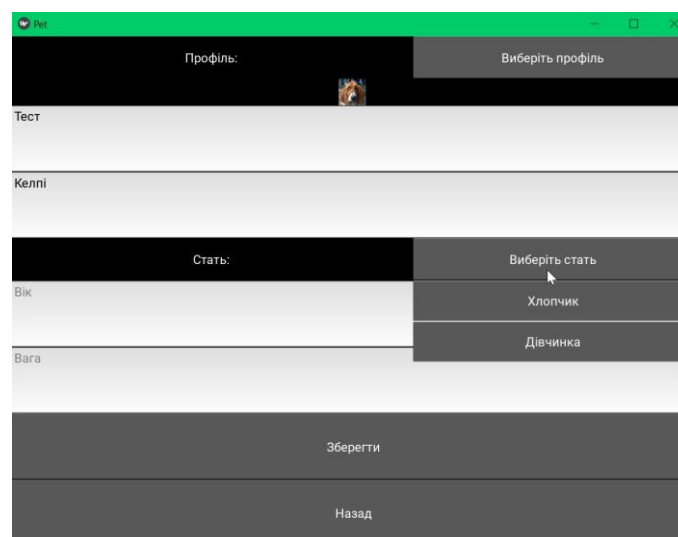 Pet
Профіль:
Виберіть профіль
Тест
Келпі
Стать:
Виберіть стать
Вік
Хлопчик
Дівчинка
Вага
Зберегти
Назад